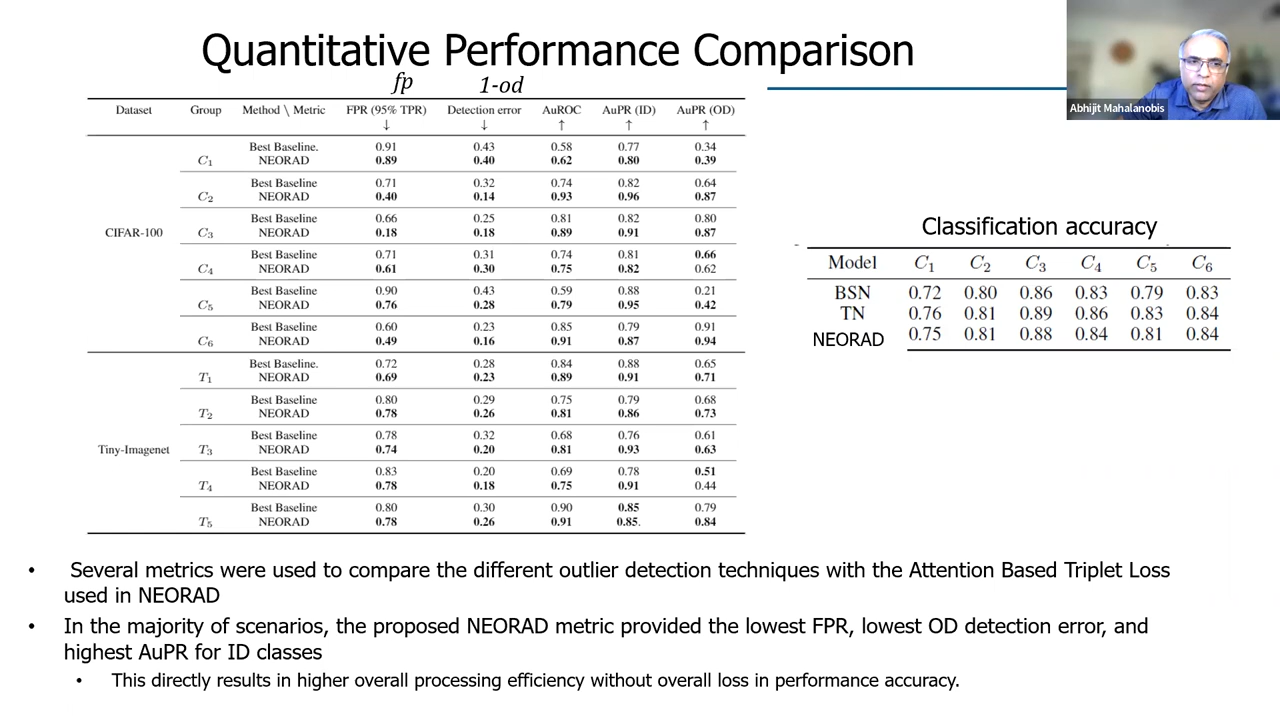 Quantitative Performance Comparison
Abhijit Mahalanobis
fp 1-od
Dataset Group Method \ Metric FPR (95% TPR) Detection error AuROC AuPR (ID) AuPR (OD)
↓ ↓ ↑ ↑ ↑
Best Baseline. 0.91 0.43 0.58 0.77 0.34
C1 NEORAD 0.89 0.40 0.62 0.80 0.39
Best Baseline 0.71 0.32 0.74 0.82 0.64
C2 NEORAD 0.40 0.14 0.93 0.96 0.87
Best Baseline 0.66 0.25 0.81 0.82 0.80
CIFAR-100 C3 NEORAD 0.18 0.18 0.89 0.91 0.87
Best Baseline 0.71 0.31 0.74 0.81 0.66
C4 NEORAD 0.61 0.30 0.75 0.82 0.62
Best Baseline 0.90 0.43 0.59 0.88 0.21
C5 NEORAD 0.76 0.28 0.79 0.95 0.42
Best Baseline 0.60 0.23 0.85 0.79 0.91
C6 NEORAD 0.49 0.16 0.91 0.87 0.94
Best Baseline. 0.72 0.28 0.84 0.88 0.65
T1 NEORAD 0.69 0.23 0.89 0.91 0.71
Best Baseline 0.80 0.29 0.75 0.79 0.68
T2 NEORAD 0.78 0.26 0.81 0.86 0.73
Best Baseline 0.78 0.32 0.68 0.76 0.61
Tiny-Imagenet T3 NEORAD 0.74 0.20 0.81 0.93 0.63
Best Baseline 0.83 0.20 0.69 0.78 0.51
T4 NEORAD 0.78 0.18 0.75 0.91 0.44
Best Baseline 0.80 0.30 0.90 0.85 0.79
T5 NEORAD 0.78 0.26 0.91 0.85. 0.84
Classification accuracy
Model C1 C2 C3 C4 C5 C6
BSN 0.72 0.80 0.86 0.83 0.79 0.83
TN 0.76 0.81 0.89 0.86 0.83 0.84
NEORAD 0.75 0.81 0.88 0.84 0.81 0.84
• Several metrics were used to compare the different outlier detection techniques with the Attention Based Triplet Loss
used in NEORAD
• In the majority of scenarios, the proposed NEORAD metric provided the lowest FPR, lowest OD detection error, and
highest AuPR for ID classes
• This directly results in higher overall processing efficiency without overall loss in performance accuracy.